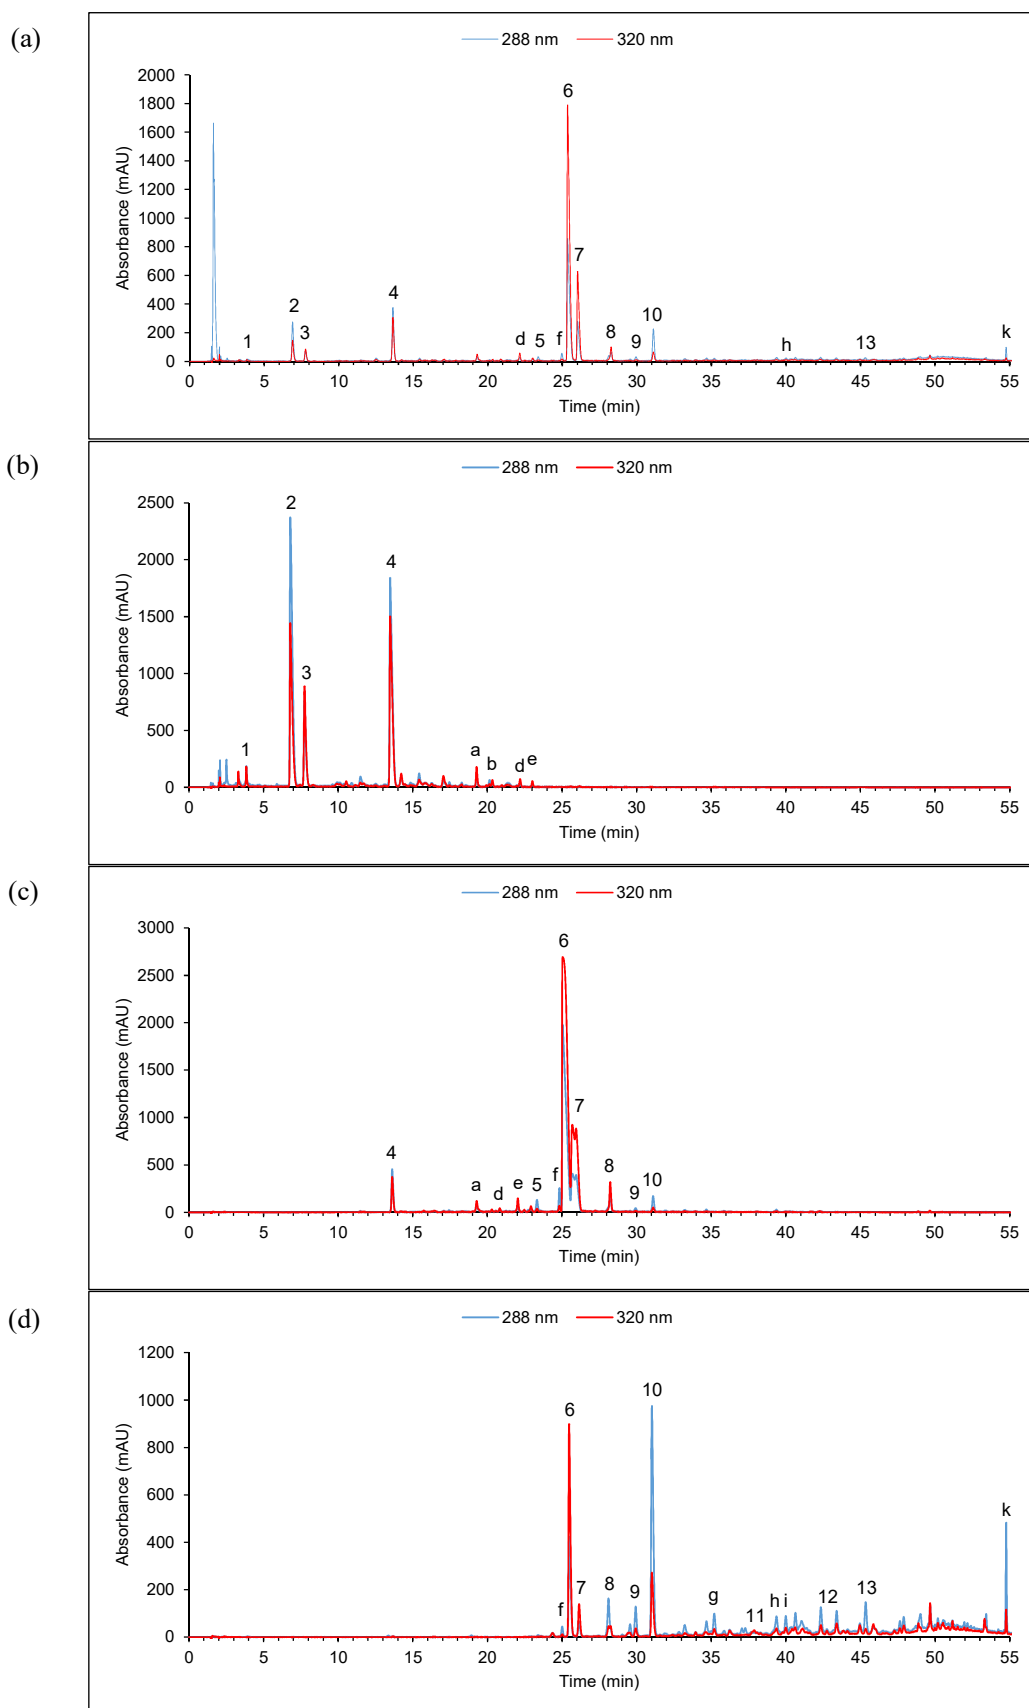 (a)
288 nm 320 nm
2000
1800
1600
1400
1200
1000
800
600
400
200
0
Absorbance (mAU)
1 2 3 4 d 5 f 6 7 8 9 10 h 13 k
0 5 10 15 20 25 30 35 40 45 50 55
Time (min)
(b)
288 nm 320 nm
2500
2000
1500
1000
500
0
Absorbance (mAU)
1 2 3 4 a b d e
0 5 10 15 20 25 30 35 40 45 50 55
Time (min)
(c)
288 nm 320 nm
3000
2500
2000
1500
1000
500
0
Absorbance (mAU)
4 a d e 5 f 6 7 8 9 10
0 5 10 15 20 25 30 35 40 45 50 55
Time (min)
(d)
288 nm 320 nm
1200
1000
800
600
400
200
0
Absorbance (mAU)
f 6 7 8 9 10 g 11 h i 12 13 k
0 5 10 15 20 25 30 35 40 45 50 55
Time (min)